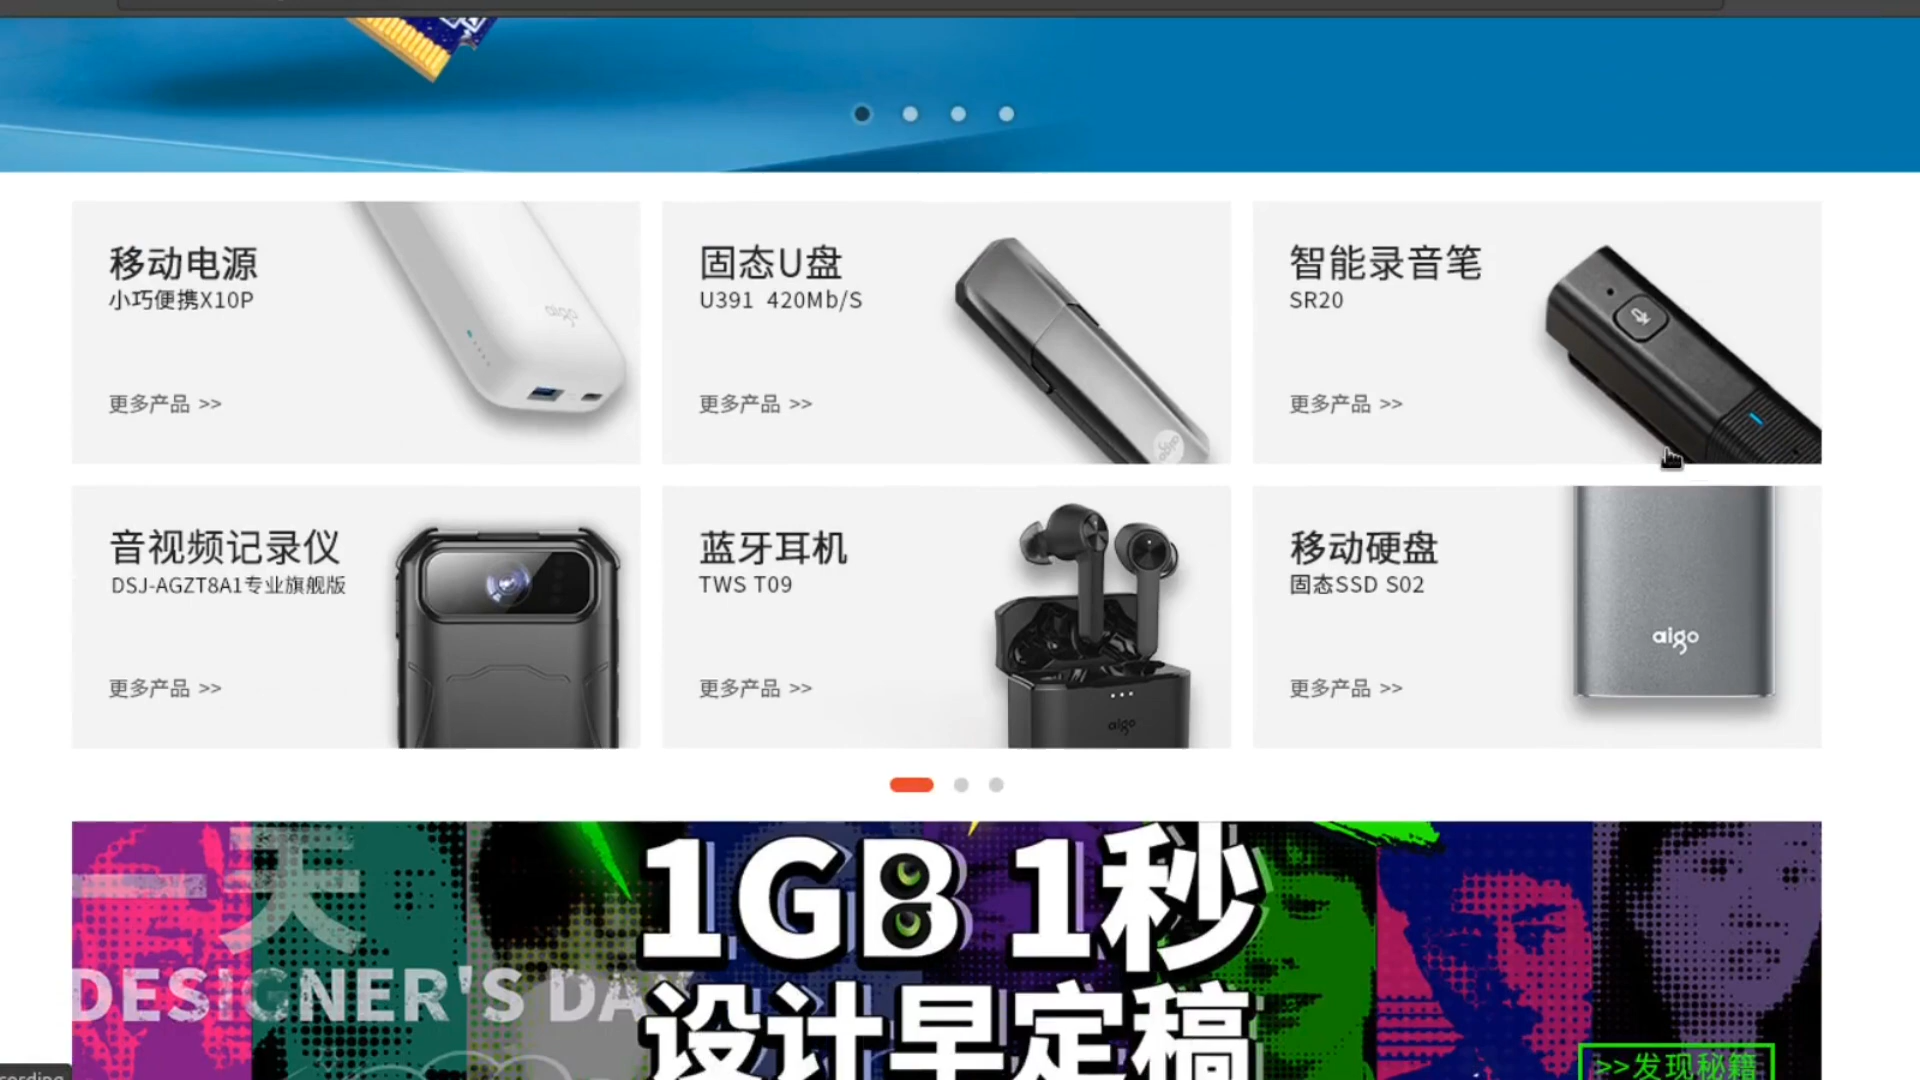 移动电源
小巧便携X10P
更多产品 >>
aigo
固态U盘
U391 420Mb/S
更多产品 >>
aigo
智能录音笔
SR20
更多产品 >>
音视频记录仪
DSJ-AGZT8A1专业旗舰版
更多产品 >>
蓝牙耳机
TWS T09
更多产品 >>
aigo
移动硬盘
固态SSD S02
更多产品 >>
aigo
一天
DESIGNER'S DA
1GB 1秒
设计早定稿
>>发现秘籍